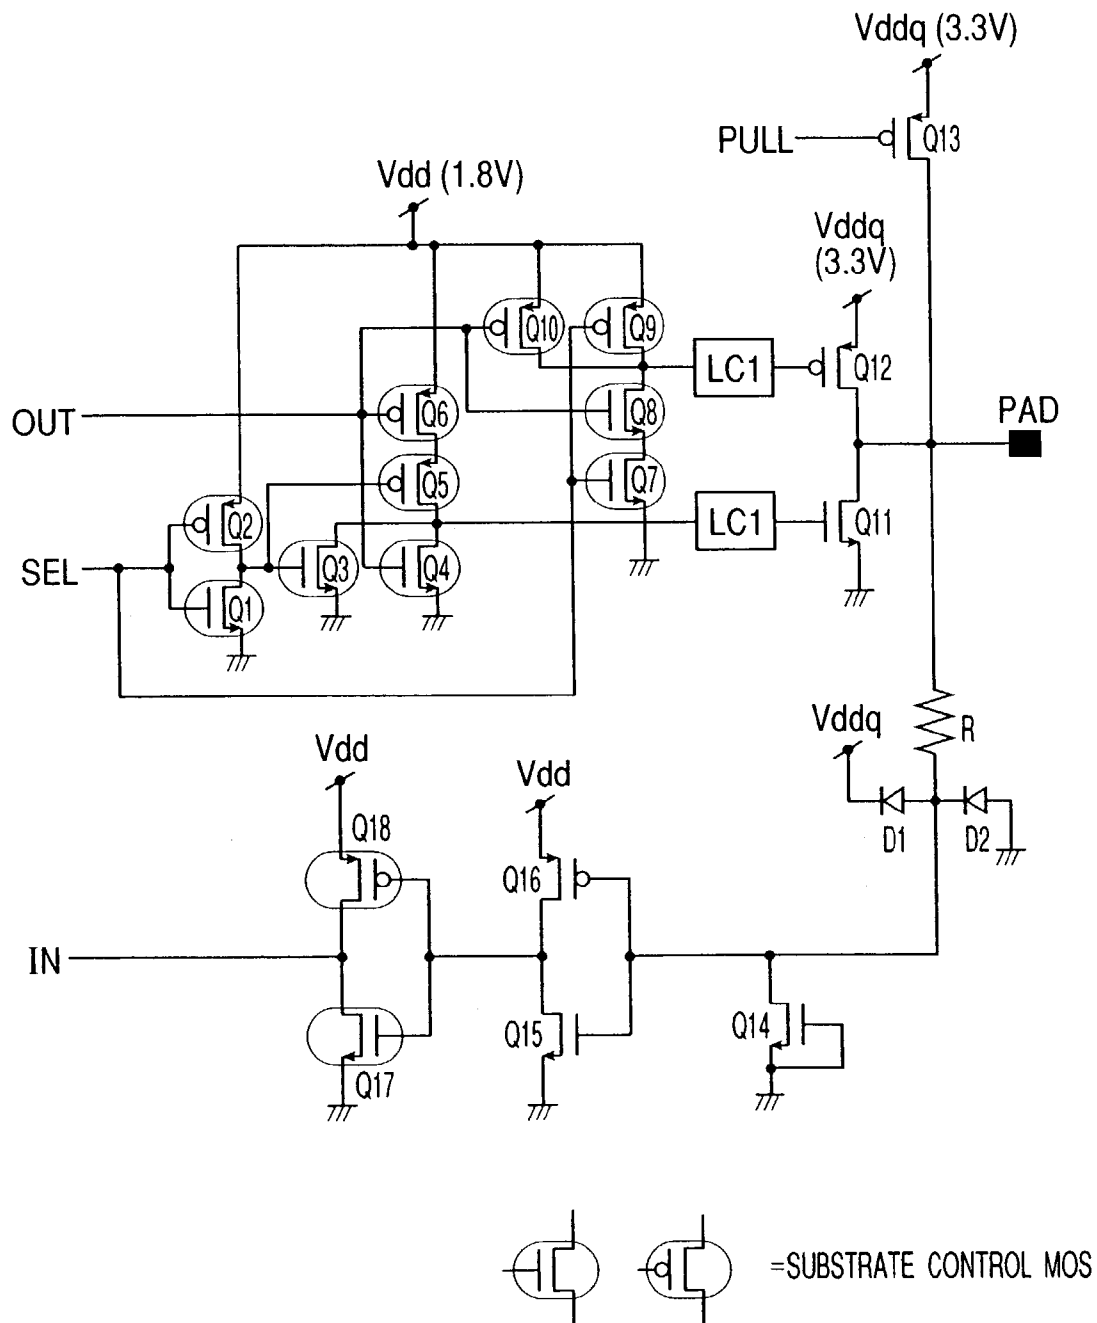 Vddq (3.3V)
PULL
Q13
Vdd (1.8V)
Vddq
(3.3V)
Q10
Q9
LC1
Q12
OUT
Q6
Q8
PAD
Q5
Q7
Q2
LC1
Q11
SEL
Q3
Q4
Q1
Vddq
R
Vdd
Vdd
D1
D2
Q18
Q16
IN
Q15
Q14
Q17
=SUBSTRATE CONTROL MOS